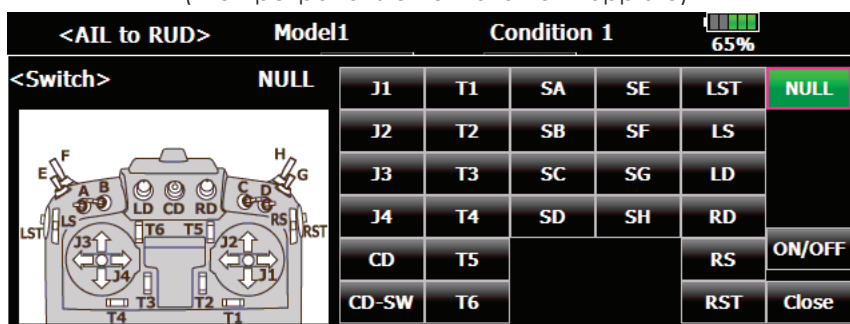 <AIL to RUD> Model1 Condition 1 65%
<Switch> NULL
J1 T1 SA SE LST NULL
J2 T2 SB SF LS
J3 T3 SC SG LD
J4 T4 SD SH RD
CD T5 RS ON/OFF
CD-SW T6 RST Close
F H
E G
A B C D
LD CD RD
LS RS
LST RST
T6 T5
J3 J2
J4 J1
T3 T2
T4 T1